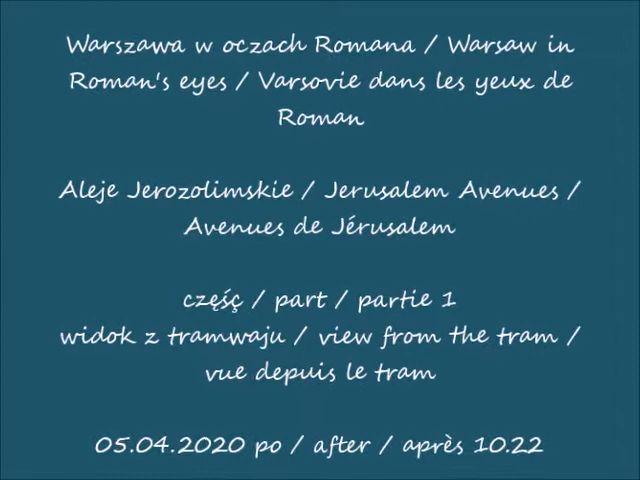 Warszawa w oczach Romana / Warsaw in
Roman's eyes / Varsovie dans les yeux de
Roman
Aleje Jerozolimskie / Jerusalem Avenues /
Avenues de Jérusalem
częśç / part / partie 1
widok z tramwaju / view from the tram /
vue depuis le tram
05.04.2020 po / after / après 10.22